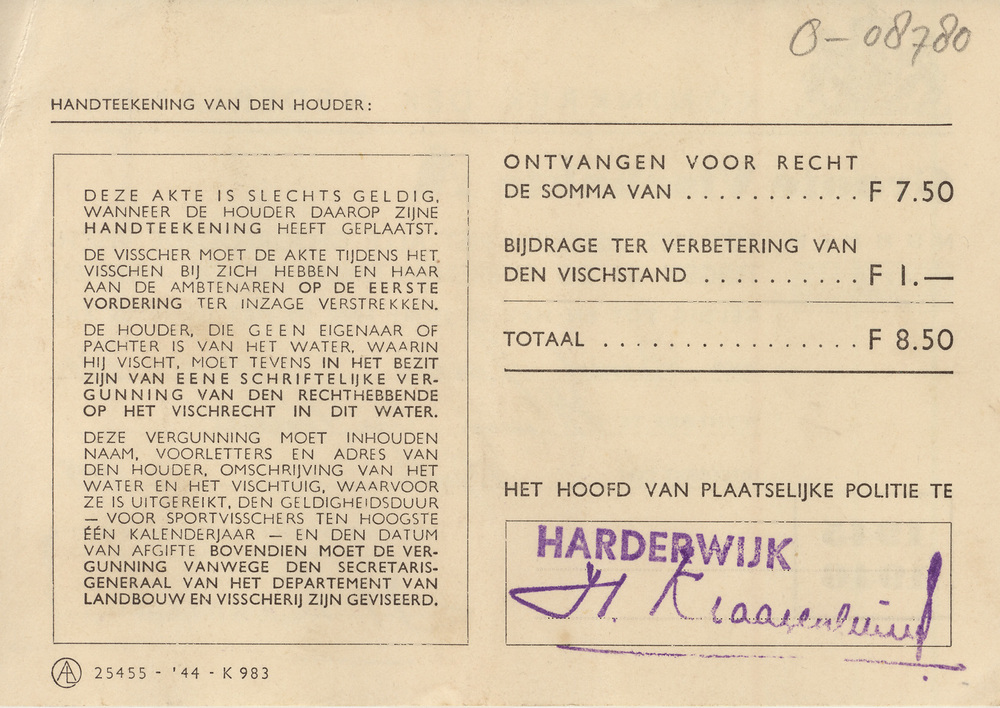 O-08780
HANDTEEKENING VAN DEN HOUDER:
DEZE AKTE IS SLECHTS GELDIG,
WANNEER DE HOUDER DAAROP ZIJNE
HANDTEEKENING HEEFT GEPLAATST.
DE VISSCHER MOET DE AKTE TIJDENS HET
VISSCHEN BIJ ZICH HEBBEN EN HAAR
AAN DE AMBTENAREN OP DE EERSTE
VORDERING TER INZAGE VERSTREKKEN.
DE HOUDER, DIE GEEN EIGENAAR OF
PACHTER IS VAN HET WATER, WAARIN
HIJ VISCHT, MOET TEVENS IN HET BEZIT
ZIJN VAN EENE SCHRIFTELIJKE VER-
GUNNING VAN DEN RECHTHEBBENDE
OP HET VISCHRECHT IN DIT WATER.
DEZE VERGUNNING MOET INHOUDEN
NAAM, VOORLETTERS EN ADRES VAN
DEN HOUDER, OMSCHRIJVING VAN HET
WATER EN HET VISCHTUIG, WAARVOOR
ZE IS UITGEREIKT, DEN GELDIGHEIDSDUUR
— VOOR SPORTVISSCHERS TEN HOOGSTE
ÉÉN KALENDERJAAR — EN DEN DATUM
VAN AFGIFTE BOVENDIEN MOET DE VER-
GUNNING VANWEGE DEN SECRETARIS-
GENERAAL VAN HET DEPARTEMENT VAN
LANDBOUW EN VISSCHERIJ ZIJN GEVISEERD.
AL 25455 - '44 - K 983
ONTVANGEN VOOR RECHT
DE SOMMA VAN ........... F 7.50
BIJDRAGE TER VERBETERING VAN
DEN VISCHSTAND .......... F 1.—
TOTAAL ................. F 8.50
HET HOOFD VAN PLAATSELIJKE POLITIE TE
HARDERWIJK